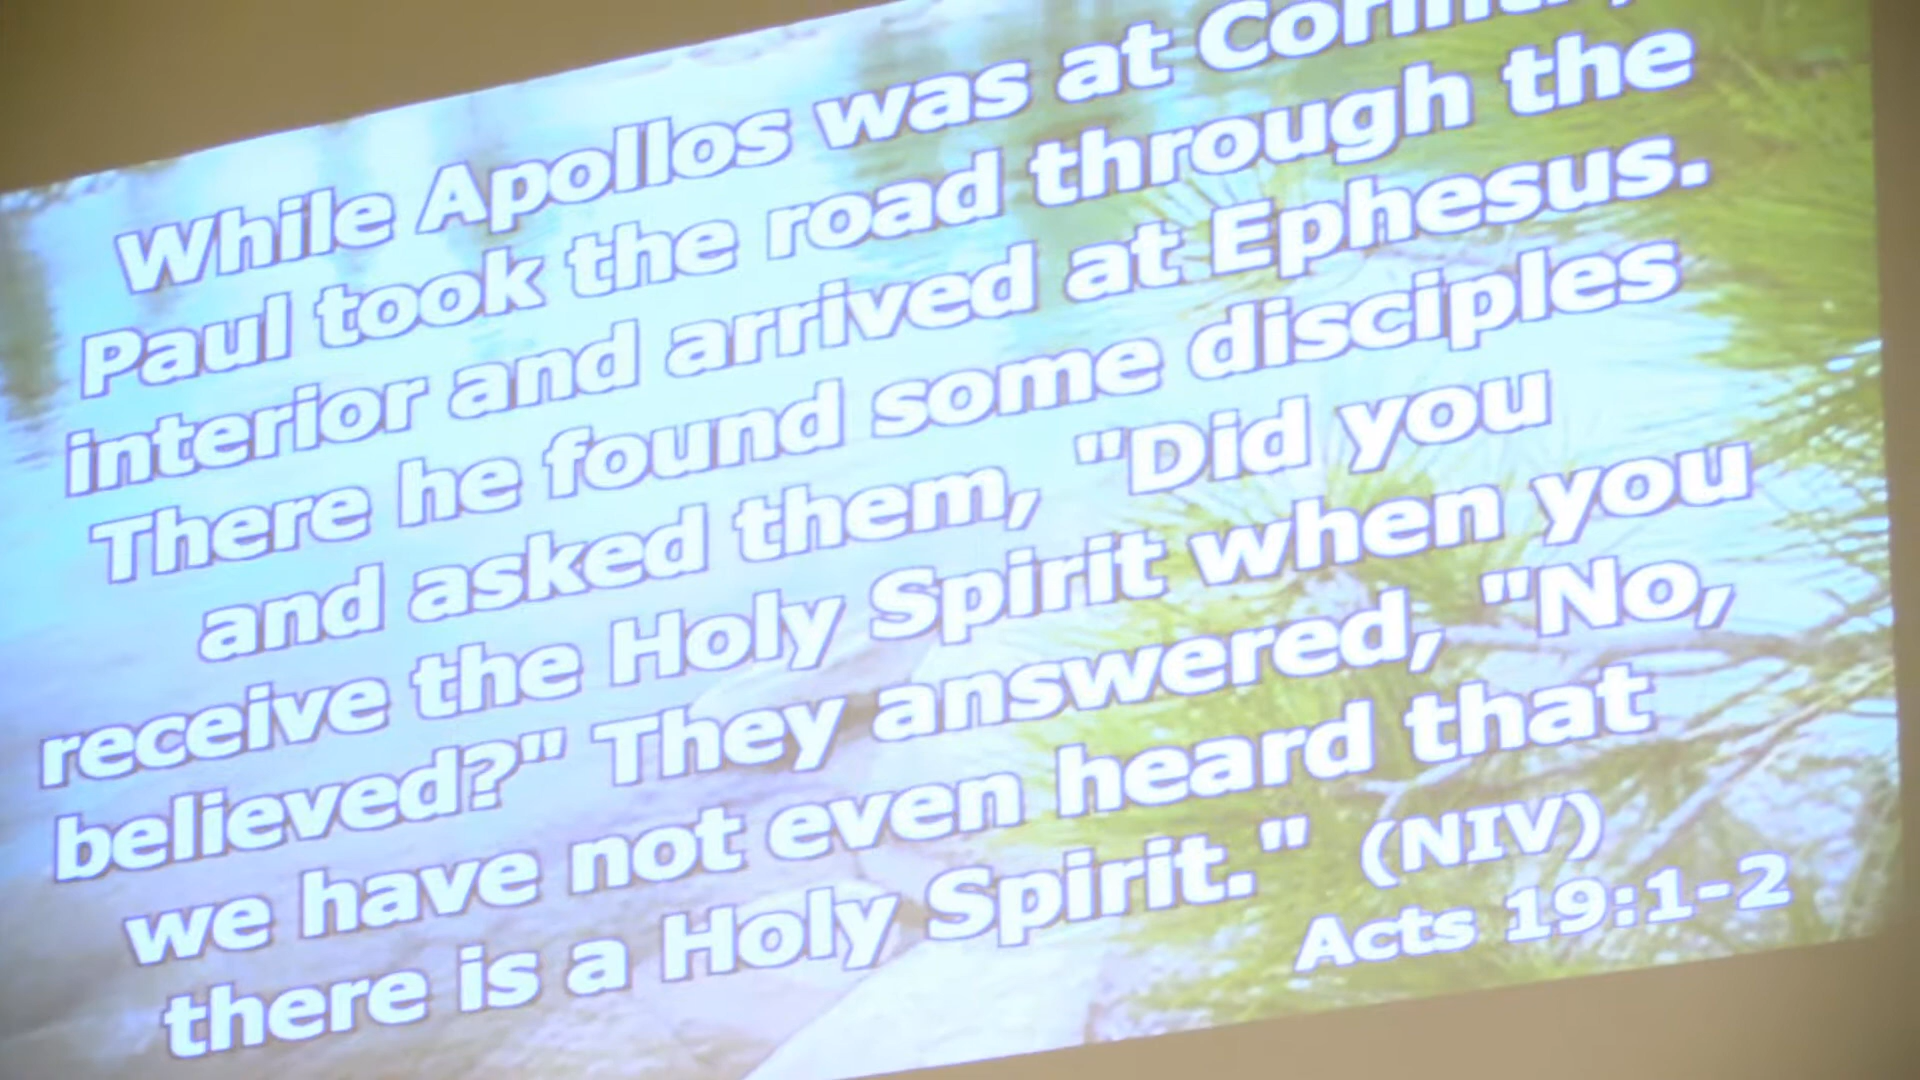 While Apollos was at Corinth,
Paul took the road through the
interior and arrived at Ephesus.
There he found some disciples
and asked them, "Did you
receive the Holy Spirit when you
believed?" They answered, "No,
we have not even heard that
there is a Holy Spirit." (NIV)
Acts 19:1-2